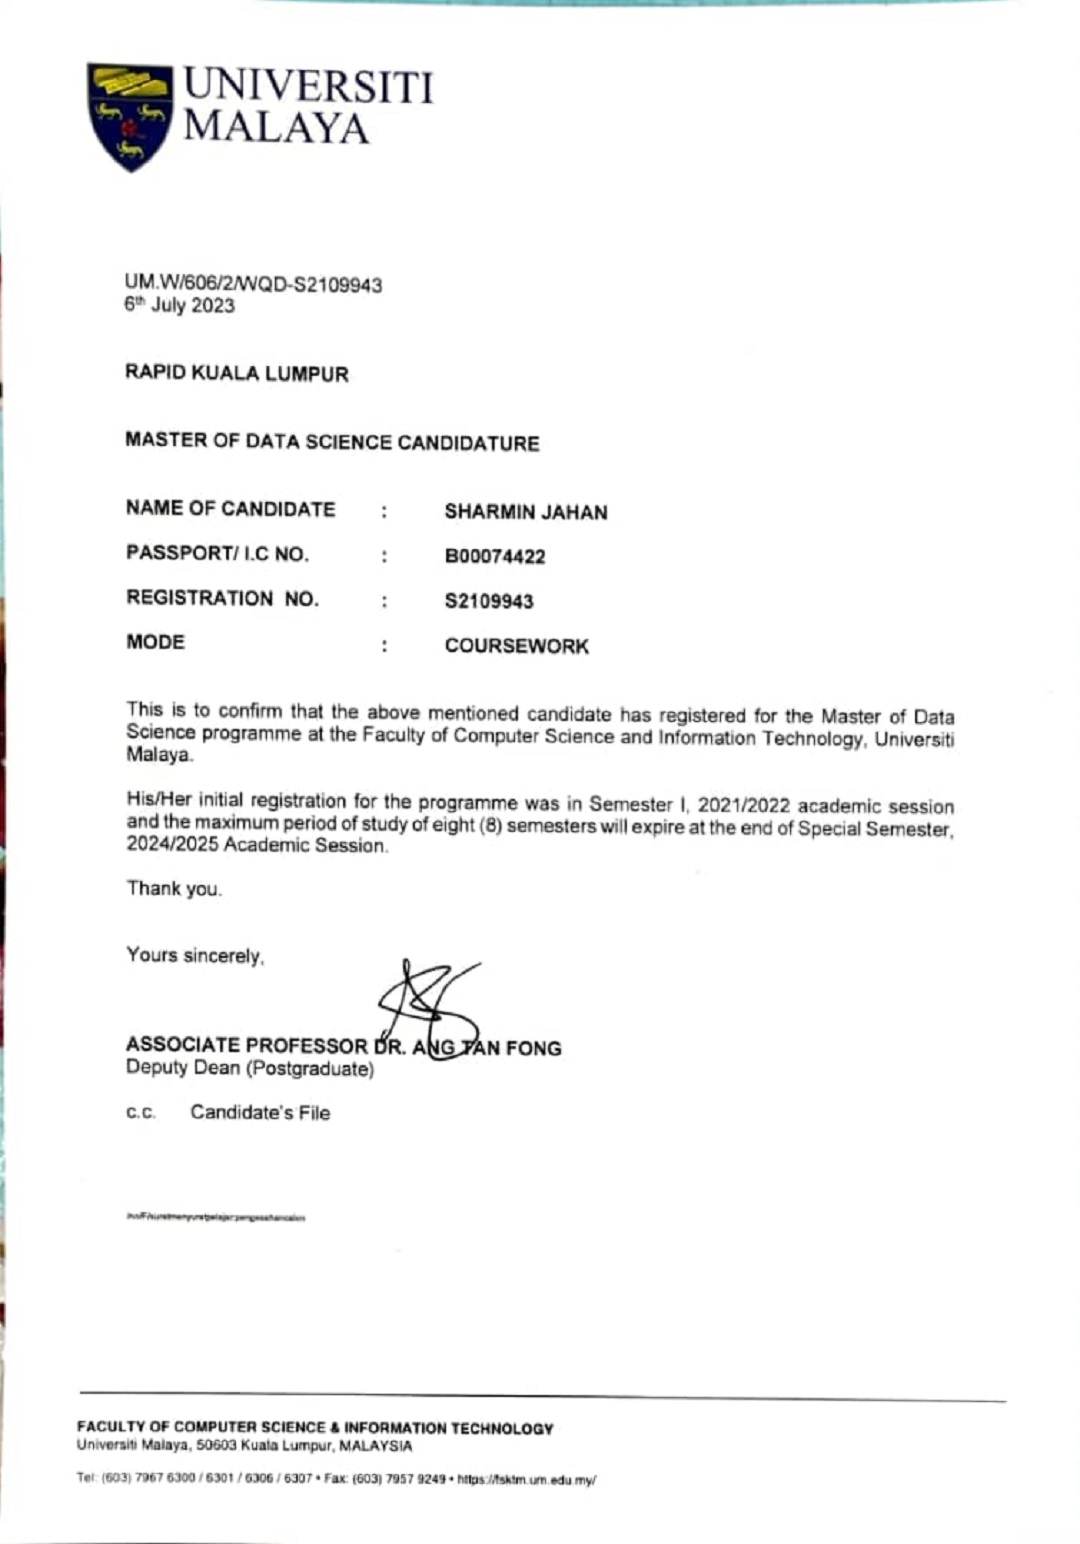 UNIVERSITI
MALAYA
UM.W/606/2/WQD-S2109943
6th July 2023
RAPID KUALA LUMPUR
MASTER OF DATA SCIENCE CANDIDATURE
NAME OF CANDIDATE : SHARMIN JAHAN
PASSPORT/ I.C NO. : B00074422
REGISTRATION NO. : S2109943
MODE : COURSEWORK
This is to confirm that the above mentioned candidate has registered for the Master of Data
Science programme at the Faculty of Computer Science and Information Technology, Universiti
Malaya.
His/Her initial registration for the programme was in Semester I, 2021/2022 academic session
and the maximum period of study of eight (8) semesters will expire at the end of Special Semester,
2024/2025 Academic Session.
Thank you.
Yours sincerely,
ASSOCIATE PROFESSOR DR. ANG TAN FONG
Deputy Dean (Postgraduate)
c.c. Candidate's File
FACULTY OF COMPUTER SCIENCE & INFORMATION TECHNOLOGY
Universiti Malaya, 50603 Kuala Lumpur, MALAYSIA
Tel: (603) 7967 6300 / 6301 / 6306 / 6307 • Fax: (603) 7957 9249 • https://fsktm.um.edu.my/